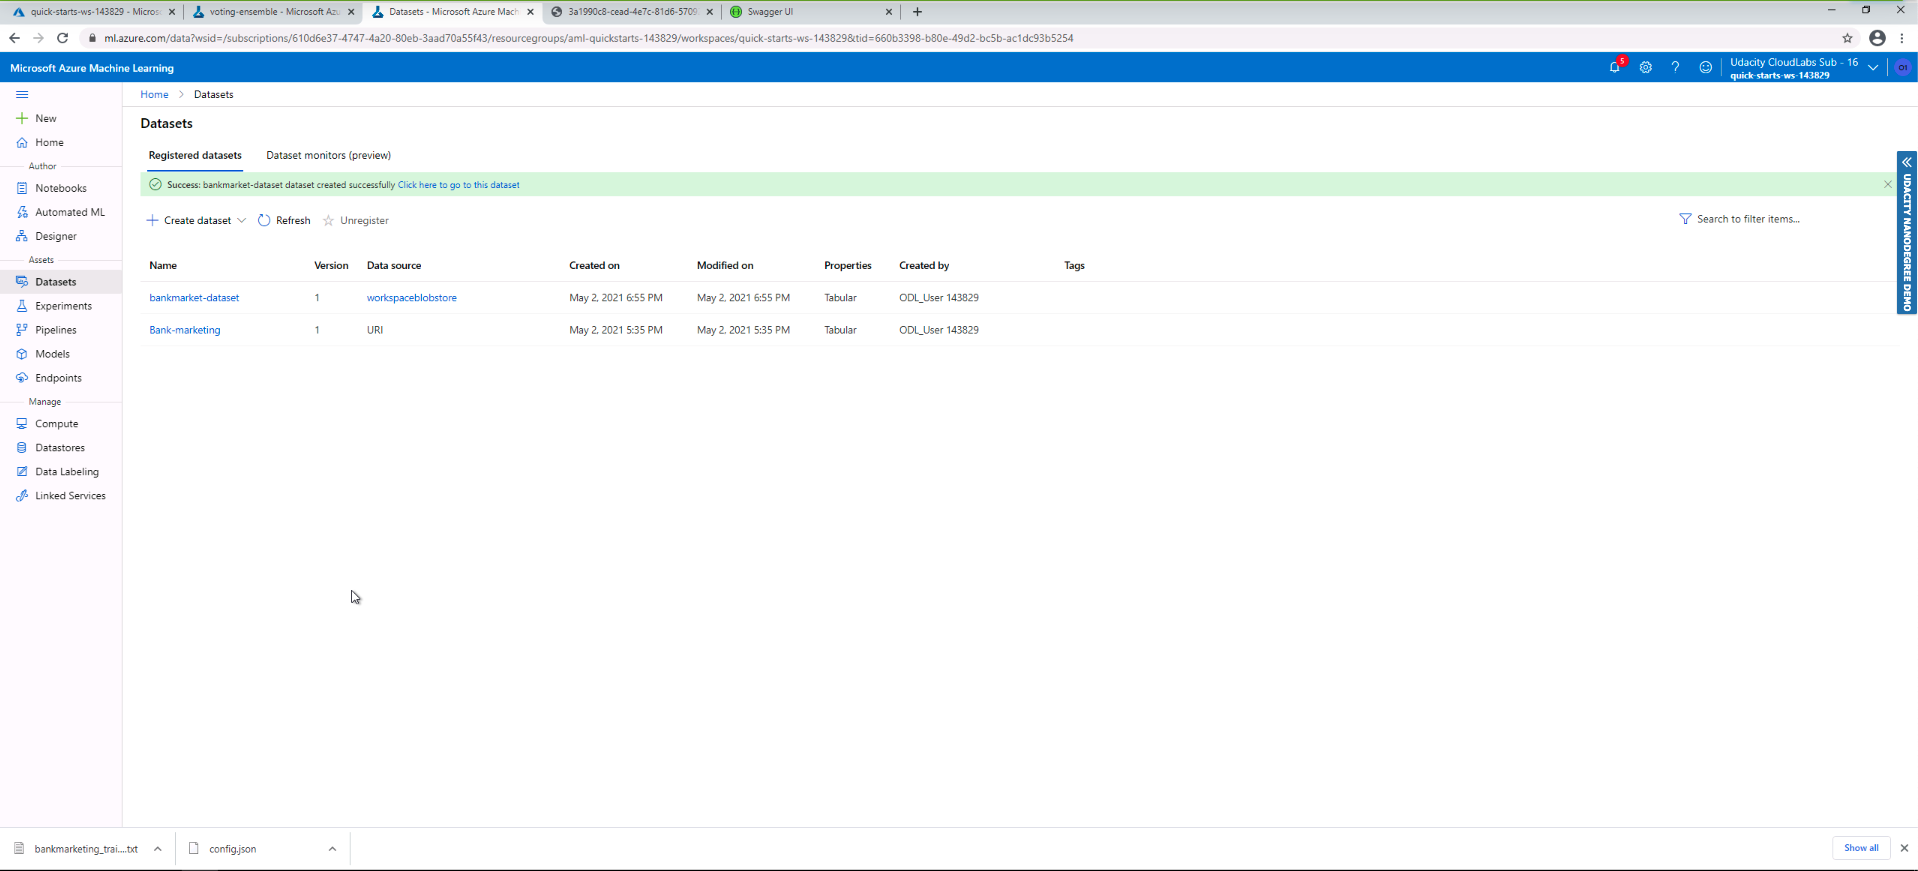 quick-starts-ws-143829 - Micros
voting-ensemble - Microsoft Azu
Datasets - Microsoft Azure Mach
3a1990c8-cead-4e7c-81d6-5709
Swagger UI
ml.azure.com/data?wsid=/subscriptions/610d6e37-4747-4a20-80eb-3aad70a55f43/resourcegroups/aml-quickstarts-143829/workspaces/quick-starts-ws-143829&tid=660b3398-b80e-49d2-bc5b-ac1dc93b5254
Microsoft Azure Machine Learning
5
?
Udacity CloudLabs Sub - 16
quick-starts-ws-143829
O1
New
Home
Author
Notebooks
Automated ML
Designer
Assets
Datasets
Experiments
Pipelines
Models
Endpoints
Manage
Compute
Datastores
Data Labeling
Linked Services
Home > Datasets
Datasets
Registered datasets Dataset monitors (preview)
Success: bankmarket-dataset dataset created successfully Click here to go to this dataset
Create dataset Refresh Unregister
Search to filter items...
Name Version Data source Created on Modified on Properties Created by Tags
bankmarket-dataset 1 workspaceblobstore May 2, 2021 6:55 PM May 2, 2021 6:55 PM Tabular ODL_User 143829
Bank-marketing 1 URI May 2, 2021 5:35 PM May 2, 2021 5:35 PM Tabular ODL_User 143829
UDACITY NANODEGREE DEMO
bankmarketing_trai....txt
config.json
Show all